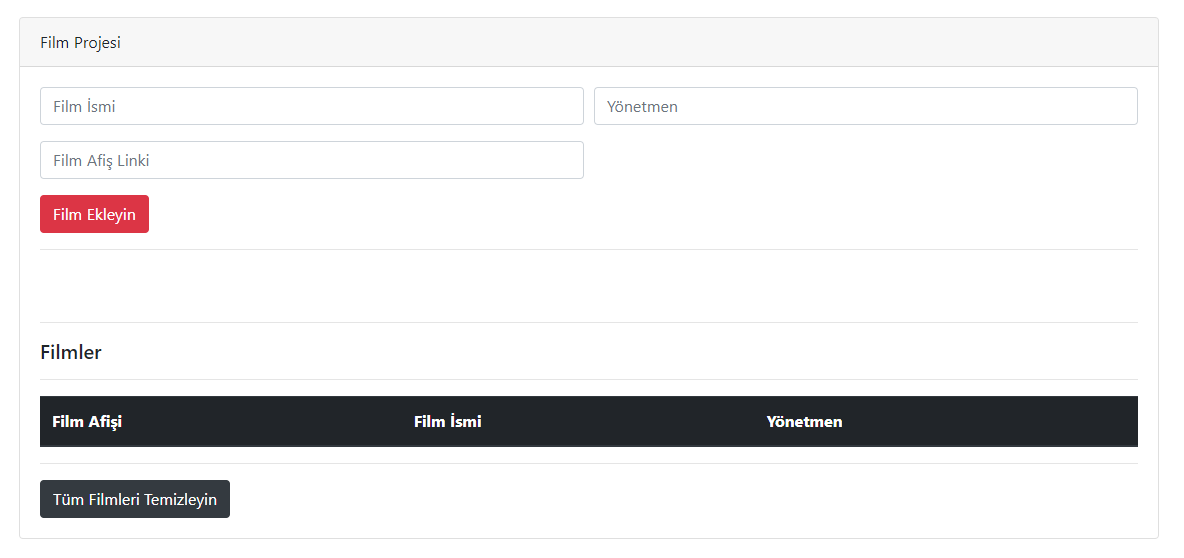 Film Projesi
Film İsmi
Yönetmen
Film Afiş Linki
Film Ekleyin
Filmler
Film Afişi Film İsmi Yönetmen
Tüm Filmleri Temizleyin